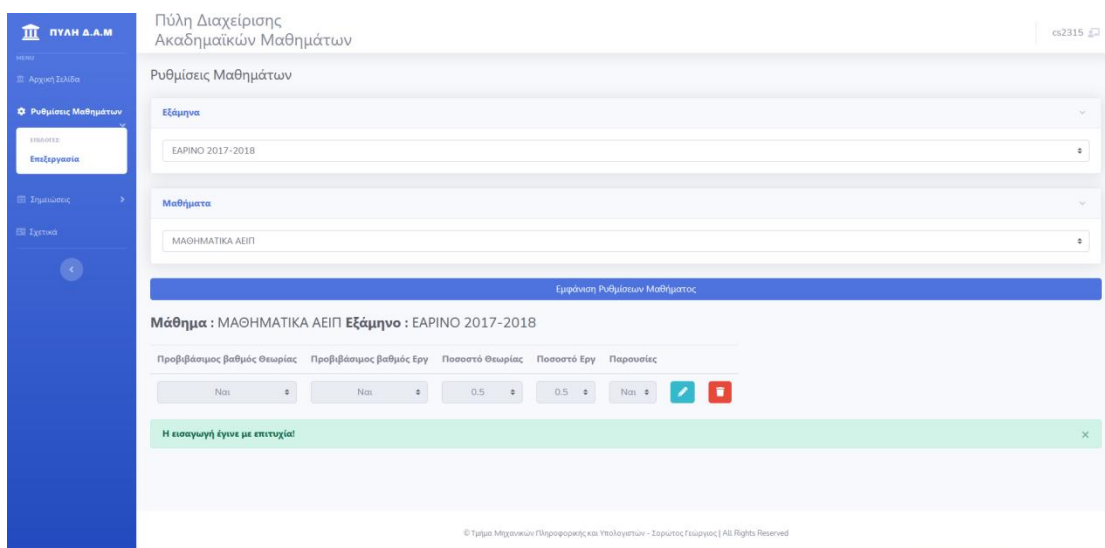 ΠΥΛΗ Δ.Α.Μ
Πύλη Διαχείρισης
Ακαδημαϊκών Μαθημάτων
cs2315
MENU
Αρχική Σελίδα
Ρυθμίσεις Μαθημάτων
ΕΠΙΛΟΓΕΣ
Επεξεργασία
Σημειώσεις
Σχετικά
Ρυθμίσεις Μαθημάτων
Εξάμηνα
ΕΑΡΙΝΟ 2017-2018
Μαθήματα
ΜΑΘΗΜΑΤΙΚΑ ΑΕΙΠ
Εμφάνιση Ρυθμίσεων Μαθήματος
Μάθημα : ΜΑΘΗΜΑΤΙΚΑ ΑΕΙΠ Εξάμηνο : ΕΑΡΙΝΟ 2017-2018
Προβιβάσιμος βαθμός Θεωρίας Προβιβάσιμος βαθμός Εργ Ποσοστό Θεωρίας Ποσοστό Εργ Παρουσίες
Ναι Ναι 0.5 0.5 Ναι
Η εισαγωγή έγινε με επιτυχία!
© Τμήμα Μηχανικών Πληροφορικής και Υπολογιστών - Σορώτος Γεώργιος | All Rights Reserved